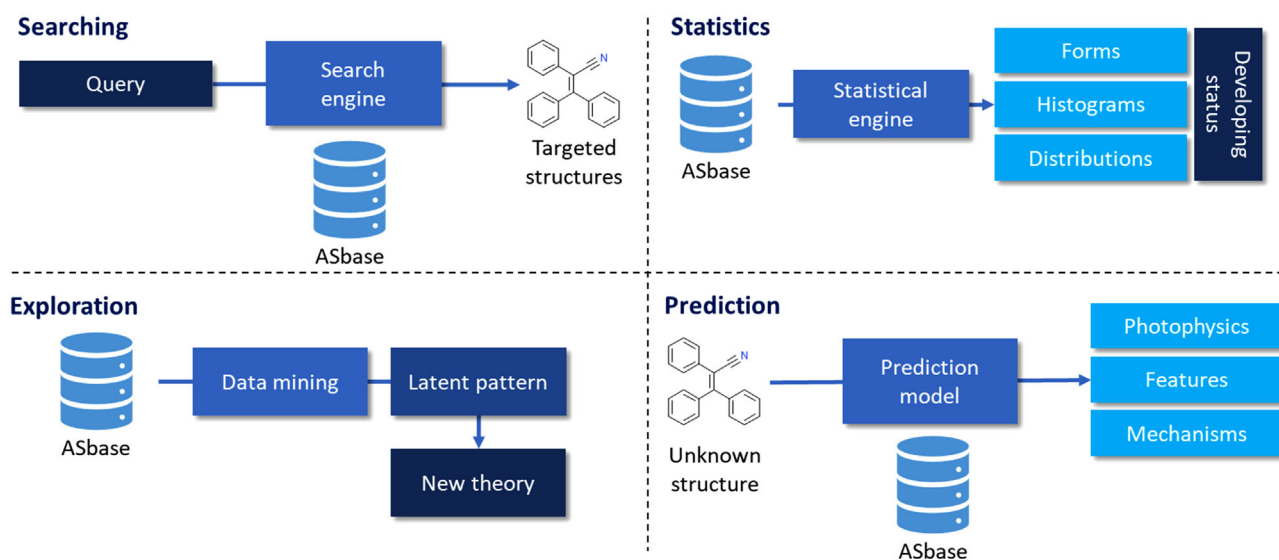 Searching
Query
Search
engine
N
Targeted
structures
ASbase
Statistics
ASbase
Statistical
engine
Forms
Histograms
Distributions
Developing
status
Exploration
ASbase
Data mining
Latent pattern
New theory
Prediction
N
Unknown
structure
Prediction
model
ASbase
Photophysics
Features
Mechanisms